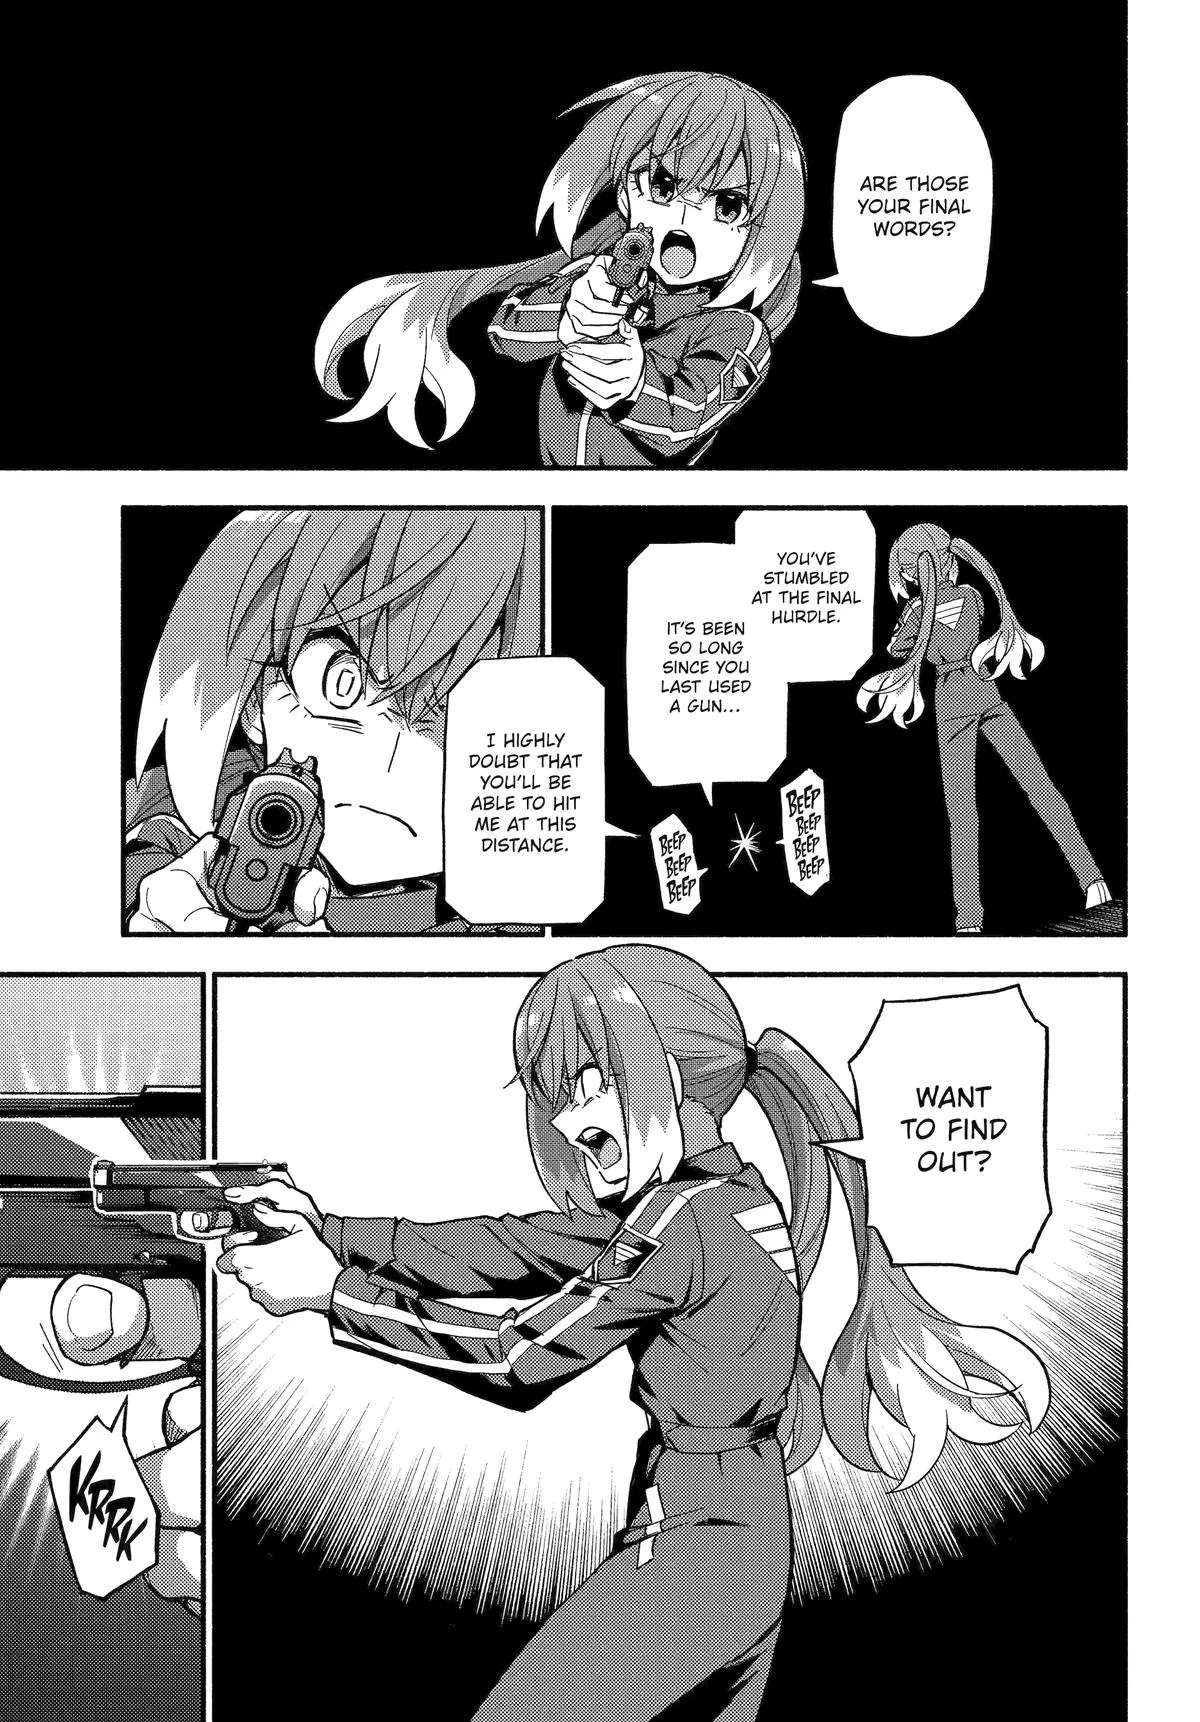 ARE THOSE
YOUR FINAL
WORDS?
YOU'VE
STUMBLED
AT THE FINAL
HURDLE.
IT'S BEEN
SO LONG
SINCE YOU
LAST USED
A GUN...
BEEP
BEEP
BEEP
BEEP
BEEP
BEEP
BEEP
I HIGHLY
DOUBT THAT
YOU'LL BE
ABLE TO HIT
ME AT THIS
DISTANCE.
WANT
TO FIND
OUT?
KRRK